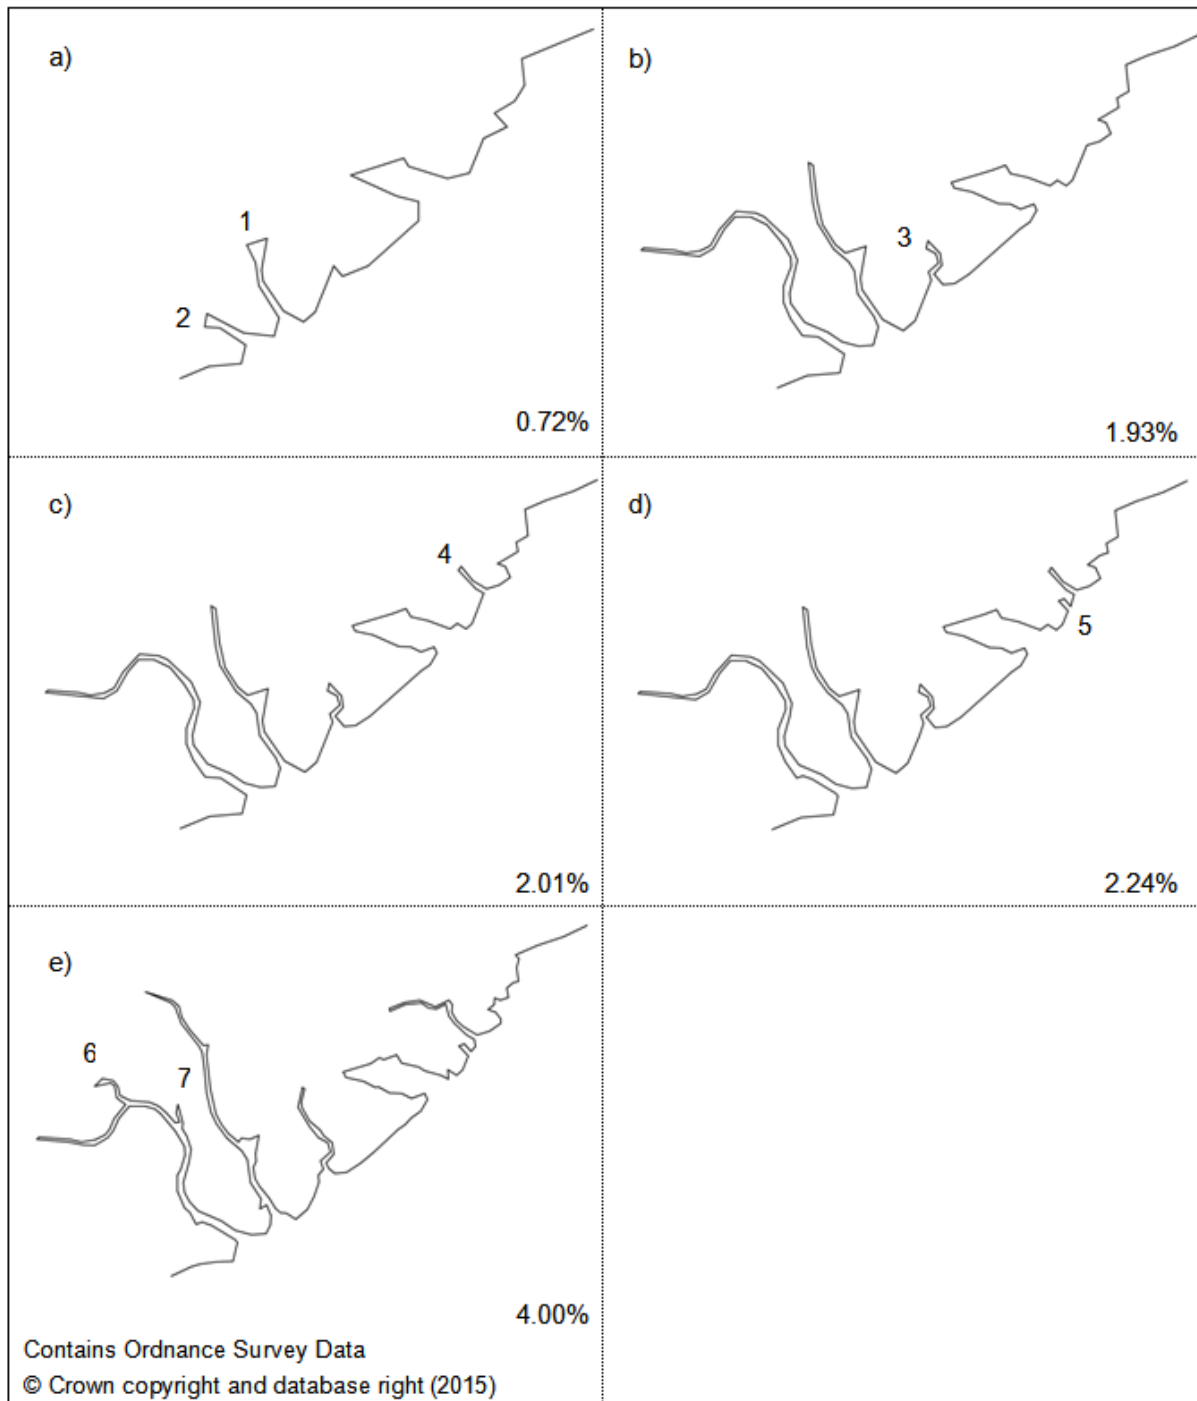 a)
1
2
0.72%
b)
3
1.93%
c)
4
2.01%
d)
5
2.24%
e)
6
7
4.00%
Contains Ordnance Survey Data
© Crown copyright and database right (2015)